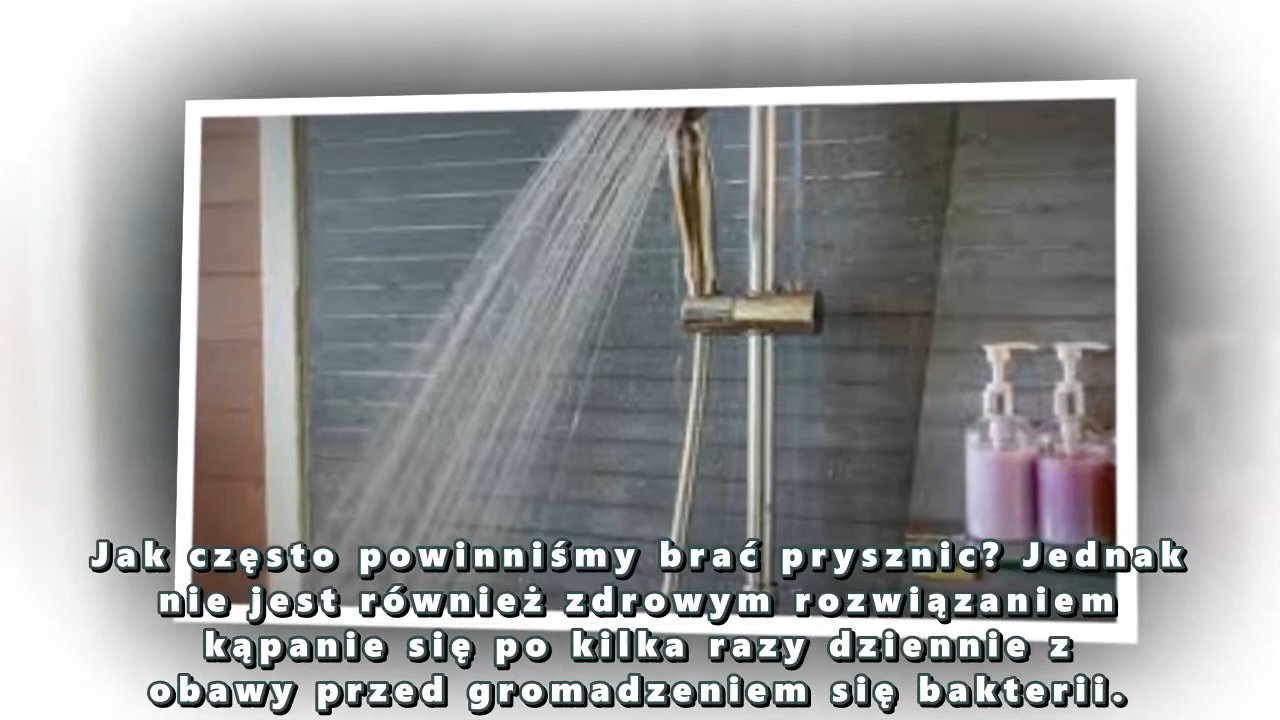 Jak często powinniśmy brać prysznic? Jednak
nie jest również zdrowym rozwiązaniem
kąpanie się po kilka razy dziennie z
obawy przed gromadzeniem się bakterii.